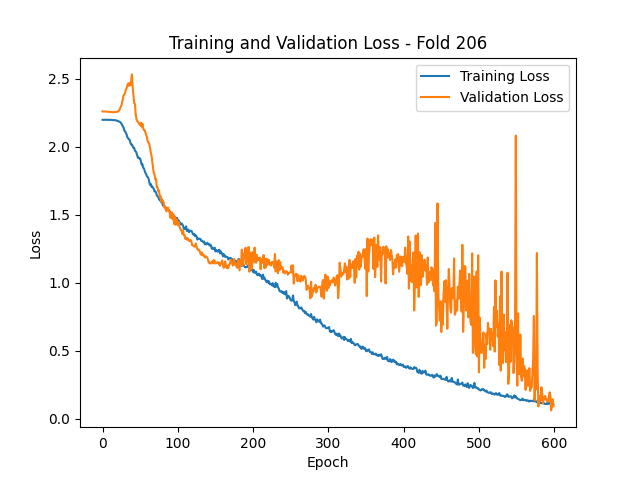 Training and Validation Loss - Fold 206
Training Loss
Validation Loss
2.5
2.0
1.5
1.0
0.5
0.0
Loss
0 100 200 300 400 500 600
Epoch